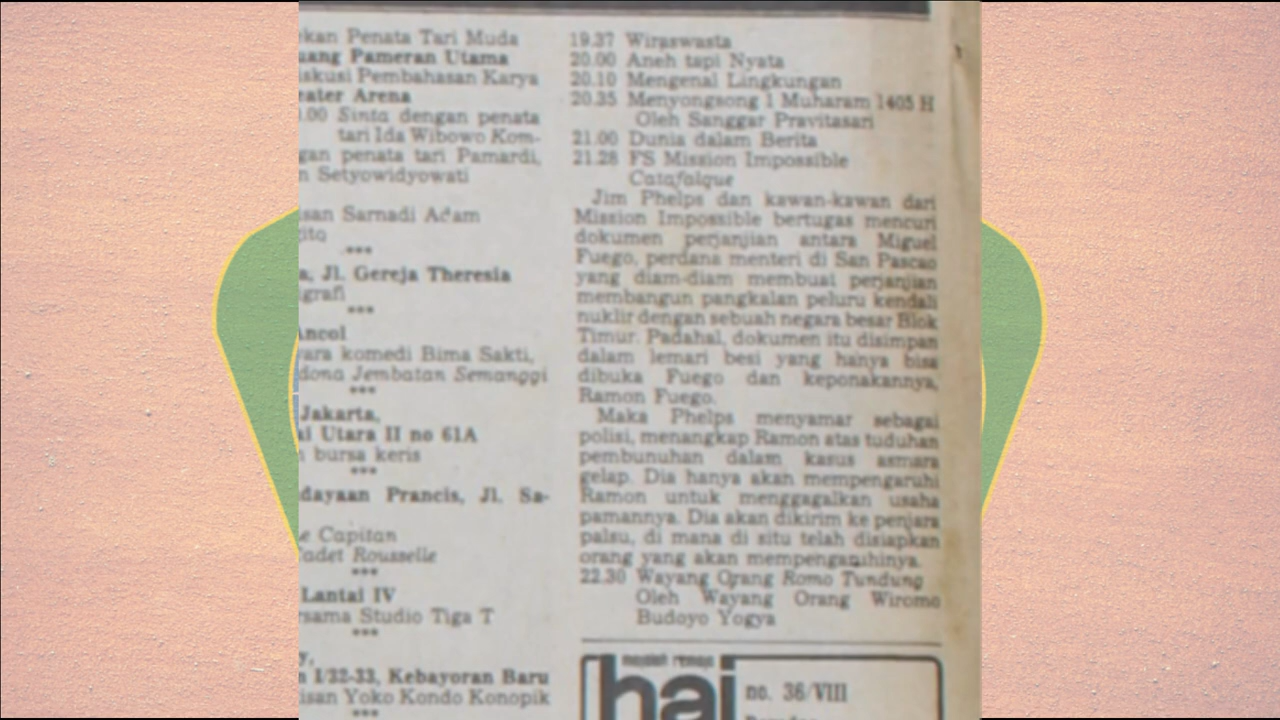 kan Penata Tari Muda
ang Pameran Utama
skusi Pembahasan Karya
eater Arena
.00 Sinta dengan penata
tari Ida Wibowo Kom-
gan penata tari Pamardi,
n Setyowidyowati
san Sarnadi Adam
gito
***
a, Jl. Gereja Theresia
grafi
***
Ancol
vara komedi Bima Sakti,
dona Jembatan Semanggi
***
Jakarta,
al Utara II no 61A
n bursa keris
***
dayaan Prancis, Jl. Sa-
e Capitan
Cadet Rousselle
***
Lantai IV
rsama Studio Tiga T
***
y,
n I/32-33, Kebayoran Baru
isan Yoko Kondo Konopik
***
19.37 Wiraswasta
20.00 Aneh tapi Nyata
20.10 Mengenal Lingkungan
20.35 Menyongsong 1 Muharam 1405 H
Oleh Sanggar Pravitasari
21.00 Dunia dalam Berita
21.28 FS Mission Impossible
Catafalque
Jim Phelps dan kawan-kawan dari
Mission Impossible bertugas mencuri
dokumen perjanjian antara Miguel
Fuego, perdana menteri di San Pascao
yang diam-diam membuat perjanjian
membangun pangkalan peluru kendali
nuklir dengan sebuah negara besar Blok
Timur. Padahal, dokumen itu disimpan
dalam lemari besi yang hanya bisa
dibuka Fuego dan keponakannya,
Ramon Fuego.
Maka Phelps menyamar sebagai
polisi, menangkap Ramon atas tuduhan
pembunuhan dalam kasus asmara
gelap. Dia hanya akan mempengaruhi
Ramon untuk menggagalkan usaha
pamannya. Dia akan dikirim ke penjara
palsu, di mana di situ telah disiapkan
orang yang akan mempengaruhinya.
22.30 Wayang Orang Romo Tundung
Oleh Wayang Orang Wiromo
Budoyo Yogya
hai
no. 36/VIII